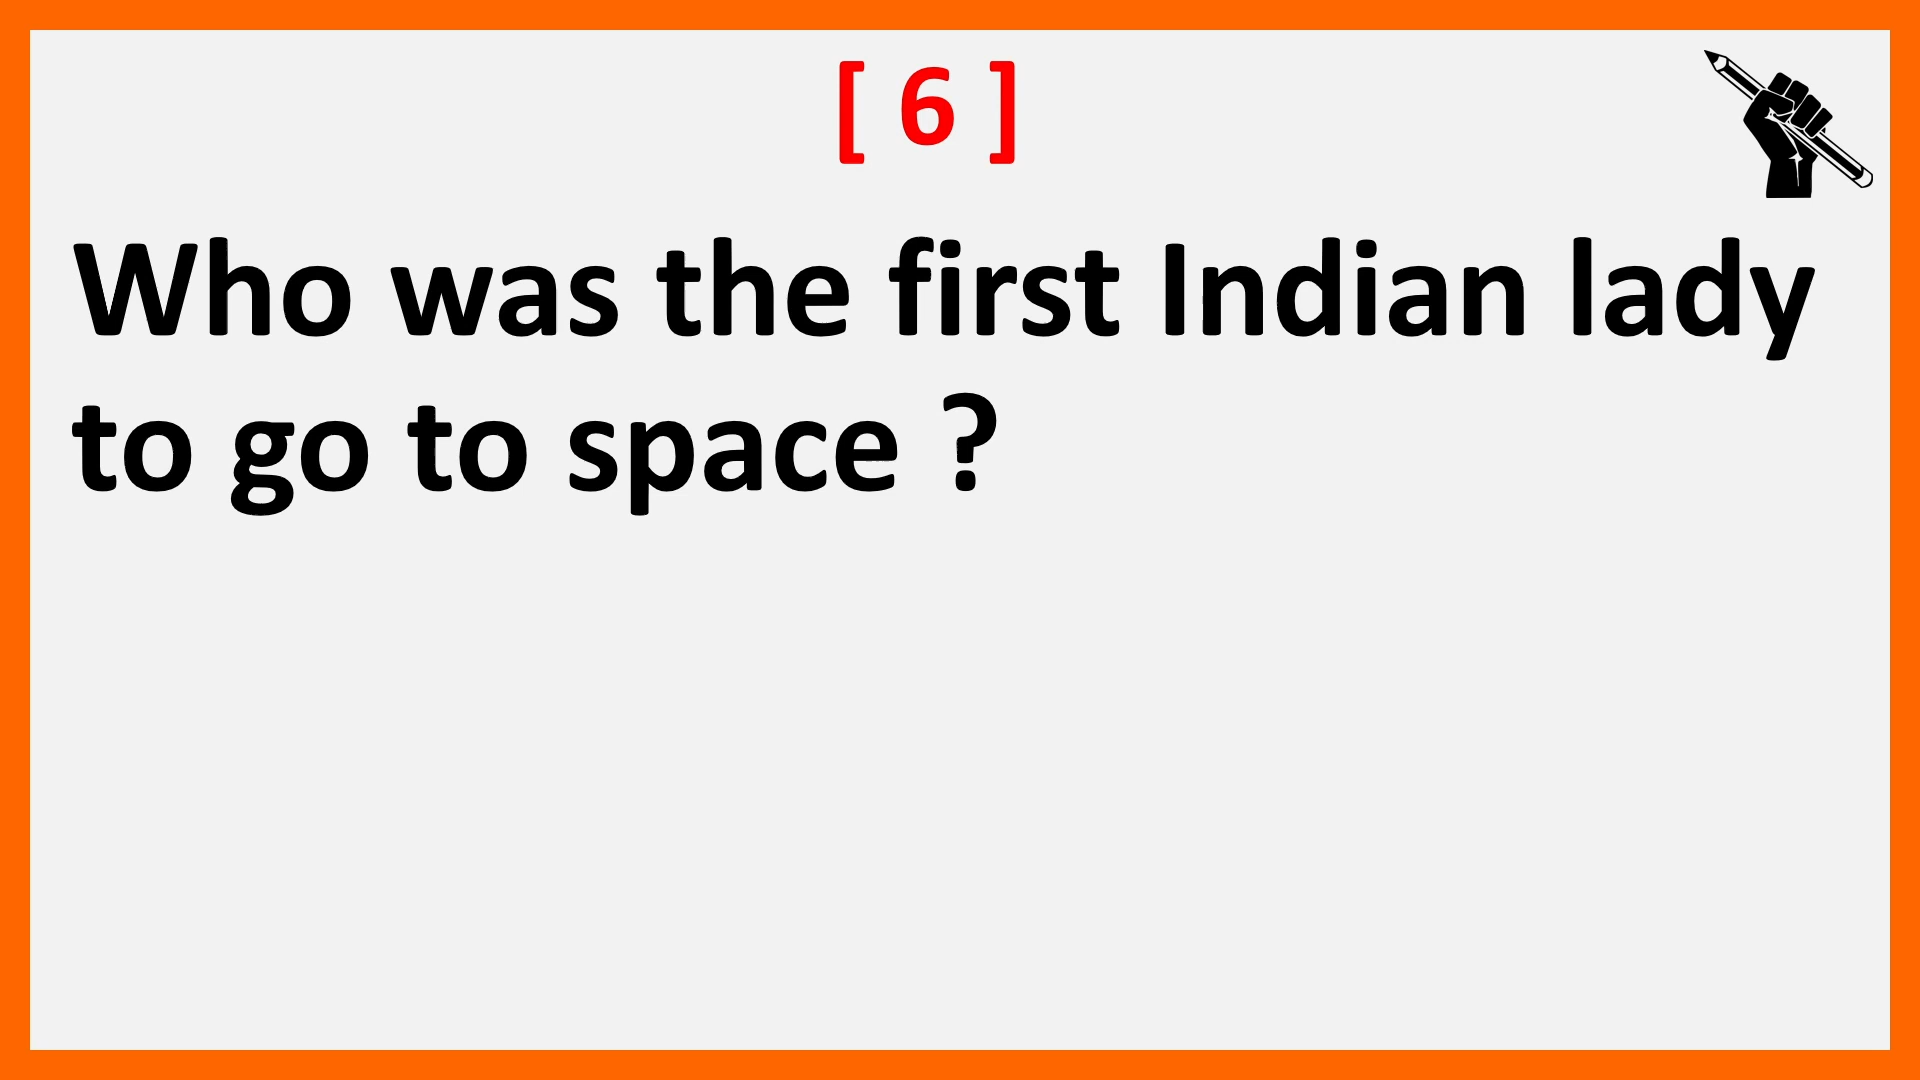 [ 6 ]
Who was the first Indian lady
to go to space ?